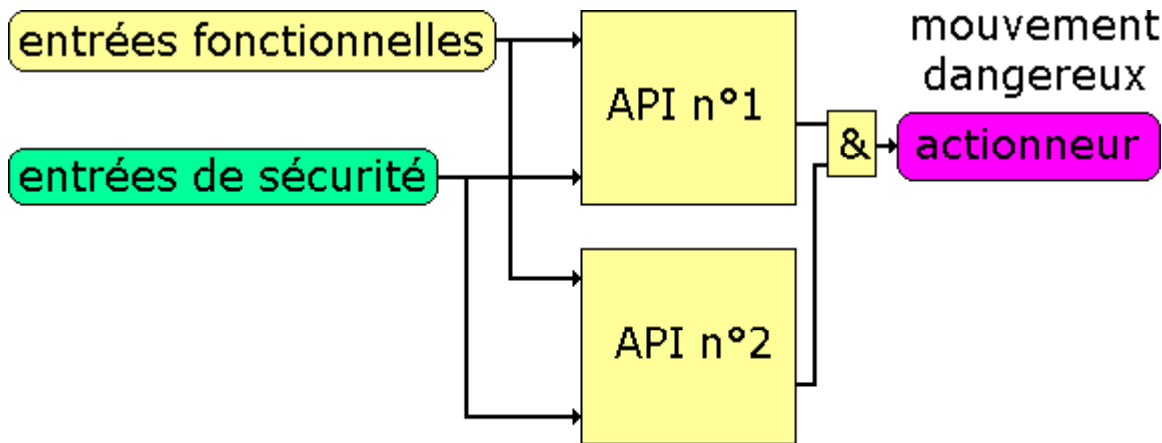 entrées fonctionnelles
mouvement
dangereux
API n°1
&
actionneur
entrées de sécurité
API n°2